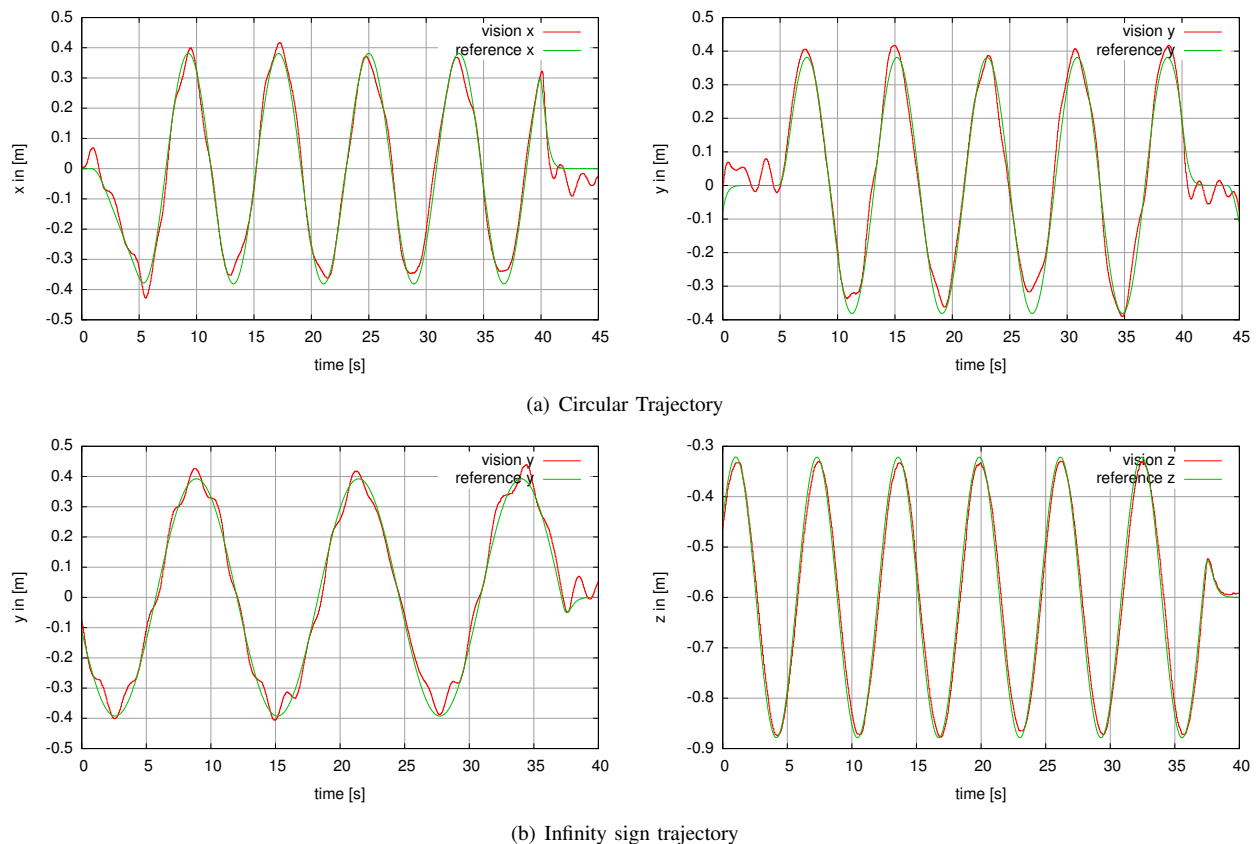 0.5
0.4
0.3
0.2
0.1
0
-0.1
-0.2
-0.3
-0.4
-0.5
x in [m]
vision x
reference x
0 5 10 15 20 25 30 35 40 45
time [s]
0.5
0.4
0.3
0.2
0.1
0
-0.1
-0.2
-0.3
-0.4
y in [m]
vision y
reference y
0 5 10 15 20 25 30 35 40 45
time [s]
(a) Circular Trajectory
0.5
0.4
0.3
0.2
0.1
0
-0.1
-0.2
-0.3
-0.4
-0.5
y in [m]
vision y
reference y
0 5 10 15 20 25 30 35 40
time [s]
-0.3
-0.4
-0.5
-0.6
-0.7
-0.8
-0.9
z in [m]
vision z
reference z
0 5 10 15 20 25 30 35 40
time [s]
(b) Infinity sign trajectory